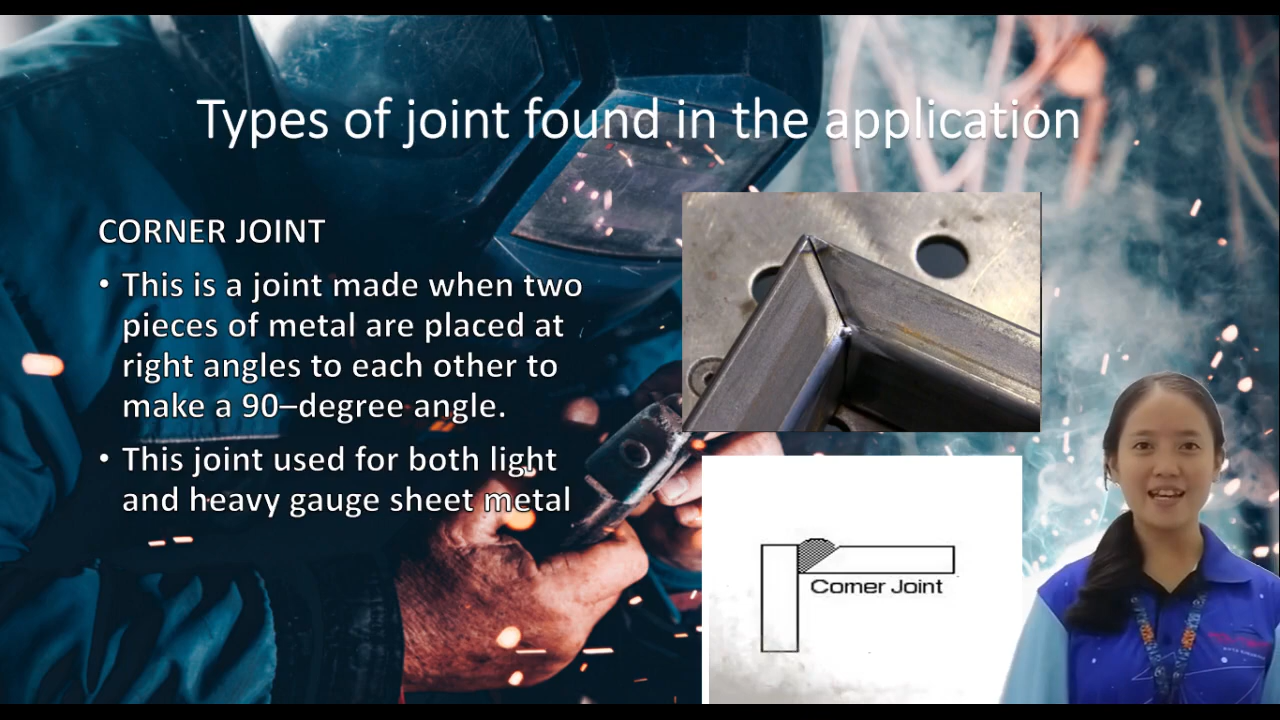 Types of joint found in the application
CORNER JOINT
• This is a joint made when two
pieces of metal are placed at
right angles to each other to
make a 90–degree angle.
• This joint used for both light
and heavy gauge sheet metal
Corner Joint